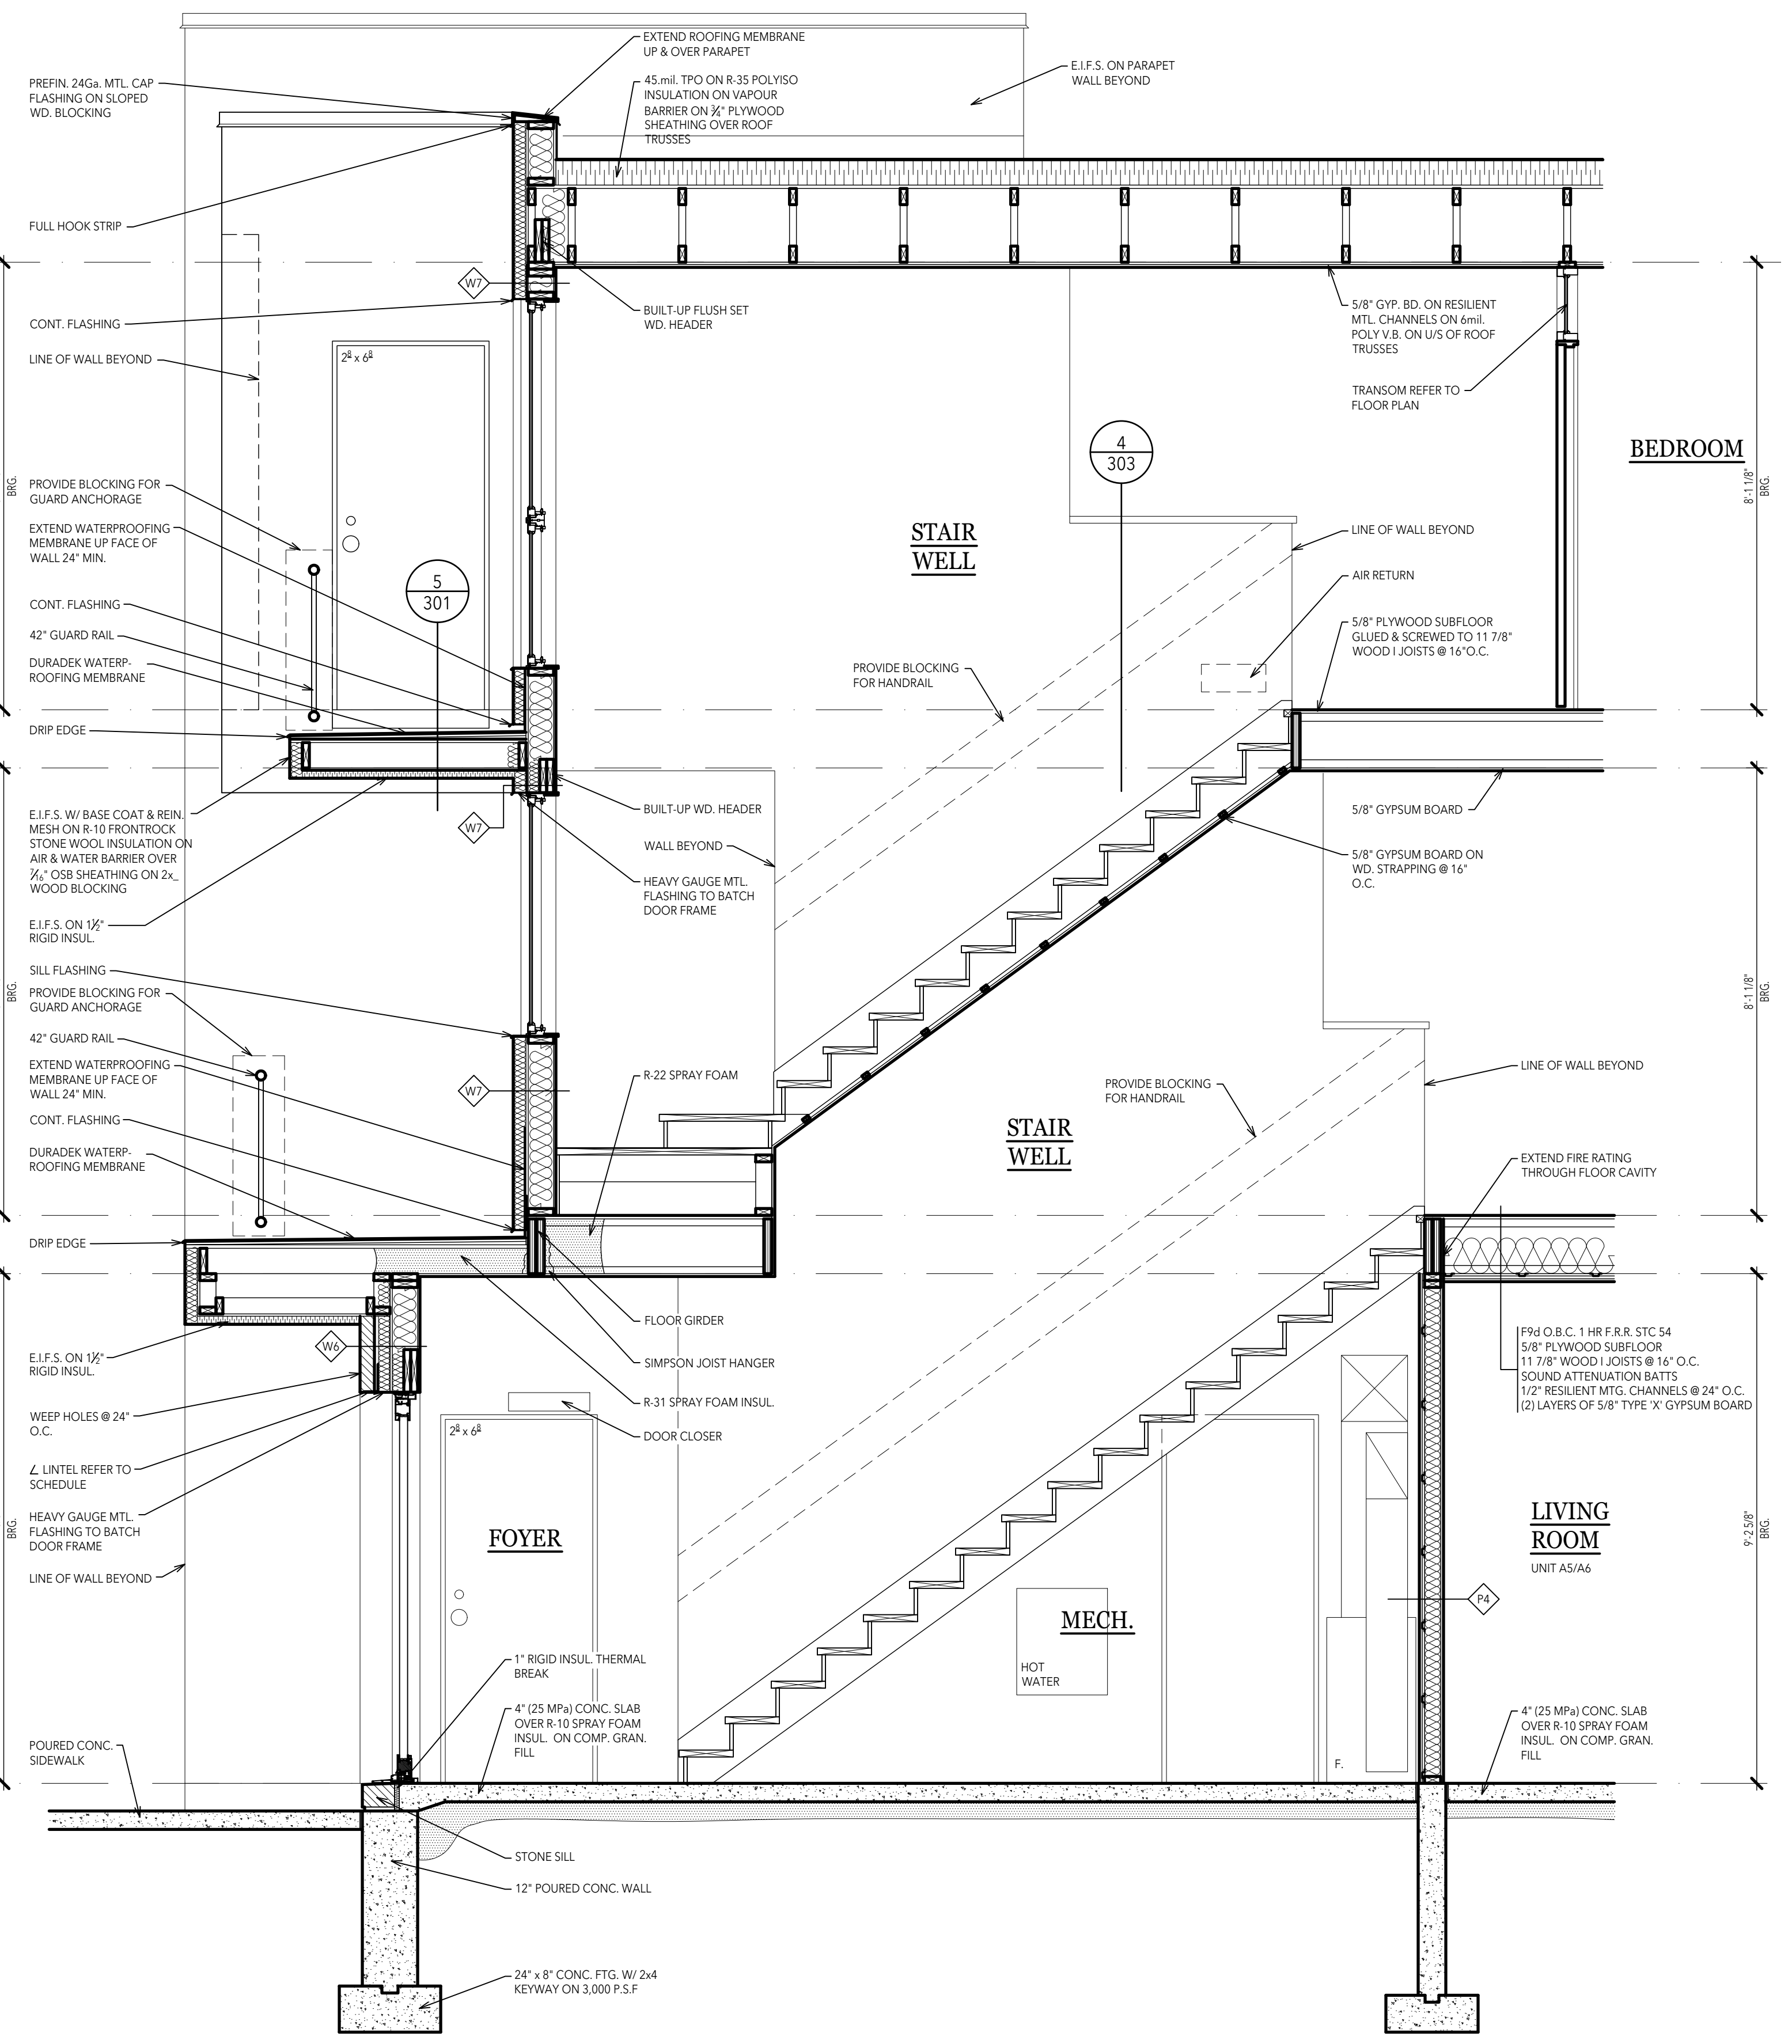 EXTEND ROOFING MEMBRANE
UP & OVER PARAPET
E.I.F.S. ON PARAPET
WALL BEYOND
PREFIN. 24Ga. MTL. CAP
FLASHING ON SLOPED
WD. BLOCKING
45.mil. TPO ON R-35 POLYISO
INSULATION ON VAPOUR
BARRIER ON ¾" PLYWOOD
SHEATHING OVER ROOF
TRUSSES
FULL HOOK STRIP
W7
CONT. FLASHING
BUILT-UP FLUSH SET
WD. HEADER
5/8" GYP. BD. ON RESILIENT
MTL. CHANNELS ON 6mil.
POLY V.B. ON U/S OF ROOF
TRUSSES
LINE OF WALL BEYOND
2⁸ x 6⁸
TRANSOM REFER TO
FLOOR PLAN
4
303
BEDROOM
BRG.
8'-1 1/8"
BRG.
PROVIDE BLOCKING FOR
GUARD ANCHORAGE
EXTEND WATERPROOFING
MEMBRANE UP FACE OF
WALL 24" MIN.
STAIR
WELL
LINE OF WALL BEYOND
5
301
AIR RETURN
CONT. FLASHING
42" GUARD RAIL
DURADEK WATERP-
ROOFING MEMBRANE
5/8" PLYWOOD SUBFLOOR
GLUED & SCREWED TO 11 7/8"
WOOD I JOISTS @ 16"O.C.
PROVIDE BLOCKING
FOR HANDRAIL
DRIP EDGE
E.I.F.S. W/ BASE COAT & REIN.
MESH ON R-10 FRONTROCK
STONE WOOL INSULATION ON
AIR & WATER BARRIER OVER
7⁄16" OSB SHEATHING ON 2x_
WOOD BLOCKING
BUILT-UP WD. HEADER
5/8" GYPSUM BOARD
W7
WALL BEYOND
5/8" GYPSUM BOARD ON
WD. STRAPPING @ 16"
O.C.
HEAVY GAUGE MTL.
FLASHING TO BATCH
DOOR FRAME
E.I.F.S. ON 1½"
RIGID INSUL.
SILL FLASHING
BRG.
8'-1 1/8"
BRG.
PROVIDE BLOCKING FOR
GUARD ANCHORAGE
42" GUARD RAIL
EXTEND WATERPROOFING
MEMBRANE UP FACE OF
WALL 24" MIN.
W7
R-22 SPRAY FOAM
PROVIDE BLOCKING
FOR HANDRAIL
LINE OF WALL BEYOND
CONT. FLASHING
STAIR
WELL
DURADEK WATERP-
ROOFING MEMBRANE
EXTEND FIRE RATING
THROUGH FLOOR CAVITY
DRIP EDGE
FLOOR GIRDER
W6
E.I.F.S. ON 1½"
RIGID INSUL.
SIMPSON JOIST HANGER
F9d O.B.C. 1 HR F.R.R. STC 54
5/8" PLYWOOD SUBFLOOR
11 7/8" WOOD I JOISTS @ 16" O.C.
SOUND ATTENUATION BATTS
1/2" RESILIENT MTG. CHANNELS @ 24" O.C.
(2) LAYERS OF 5/8" TYPE 'X' GYPSUM BOARD
R-31 SPRAY FOAM INSUL.
WEEP HOLES @ 24"
O.C.
2⁸ x 6⁸
DOOR CLOSER
∠ LINTEL REFER TO
SCHEDULE
HEAVY GAUGE MTL.
FLASHING TO BATCH
DOOR FRAME
BRG.
9'-2 5/8"
BRG.
FOYER
LIVING
ROOM
UNIT A5/A6
LINE OF WALL BEYOND
P4
MECH.
HOT
WATER
1" RIGID INSUL. THERMAL
BREAK
4" (25 MPa) CONC. SLAB
OVER R-10 SPRAY FOAM
INSUL. ON COMP. GRAN.
FILL
4" (25 MPa) CONC. SLAB
OVER R-10 SPRAY FOAM
INSUL. ON COMP. GRAN.
FILL
POURED CONC.
SIDEWALK
F.
STONE SILL
12" POURED CONC. WALL
24" x 8" CONC. FTG. W/ 2x4
KEYWAY ON 3,000 P.S.F